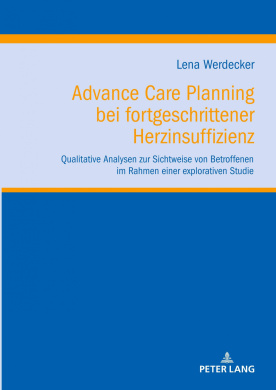 Lena Werdecker
Advance Care Planning
bei fortgeschrittener
Herzinsuffizienz
Qualitative Analysen zur Sichtweise von Betroffenen
im Rahmen einer explorativen Studie
PETER LANG